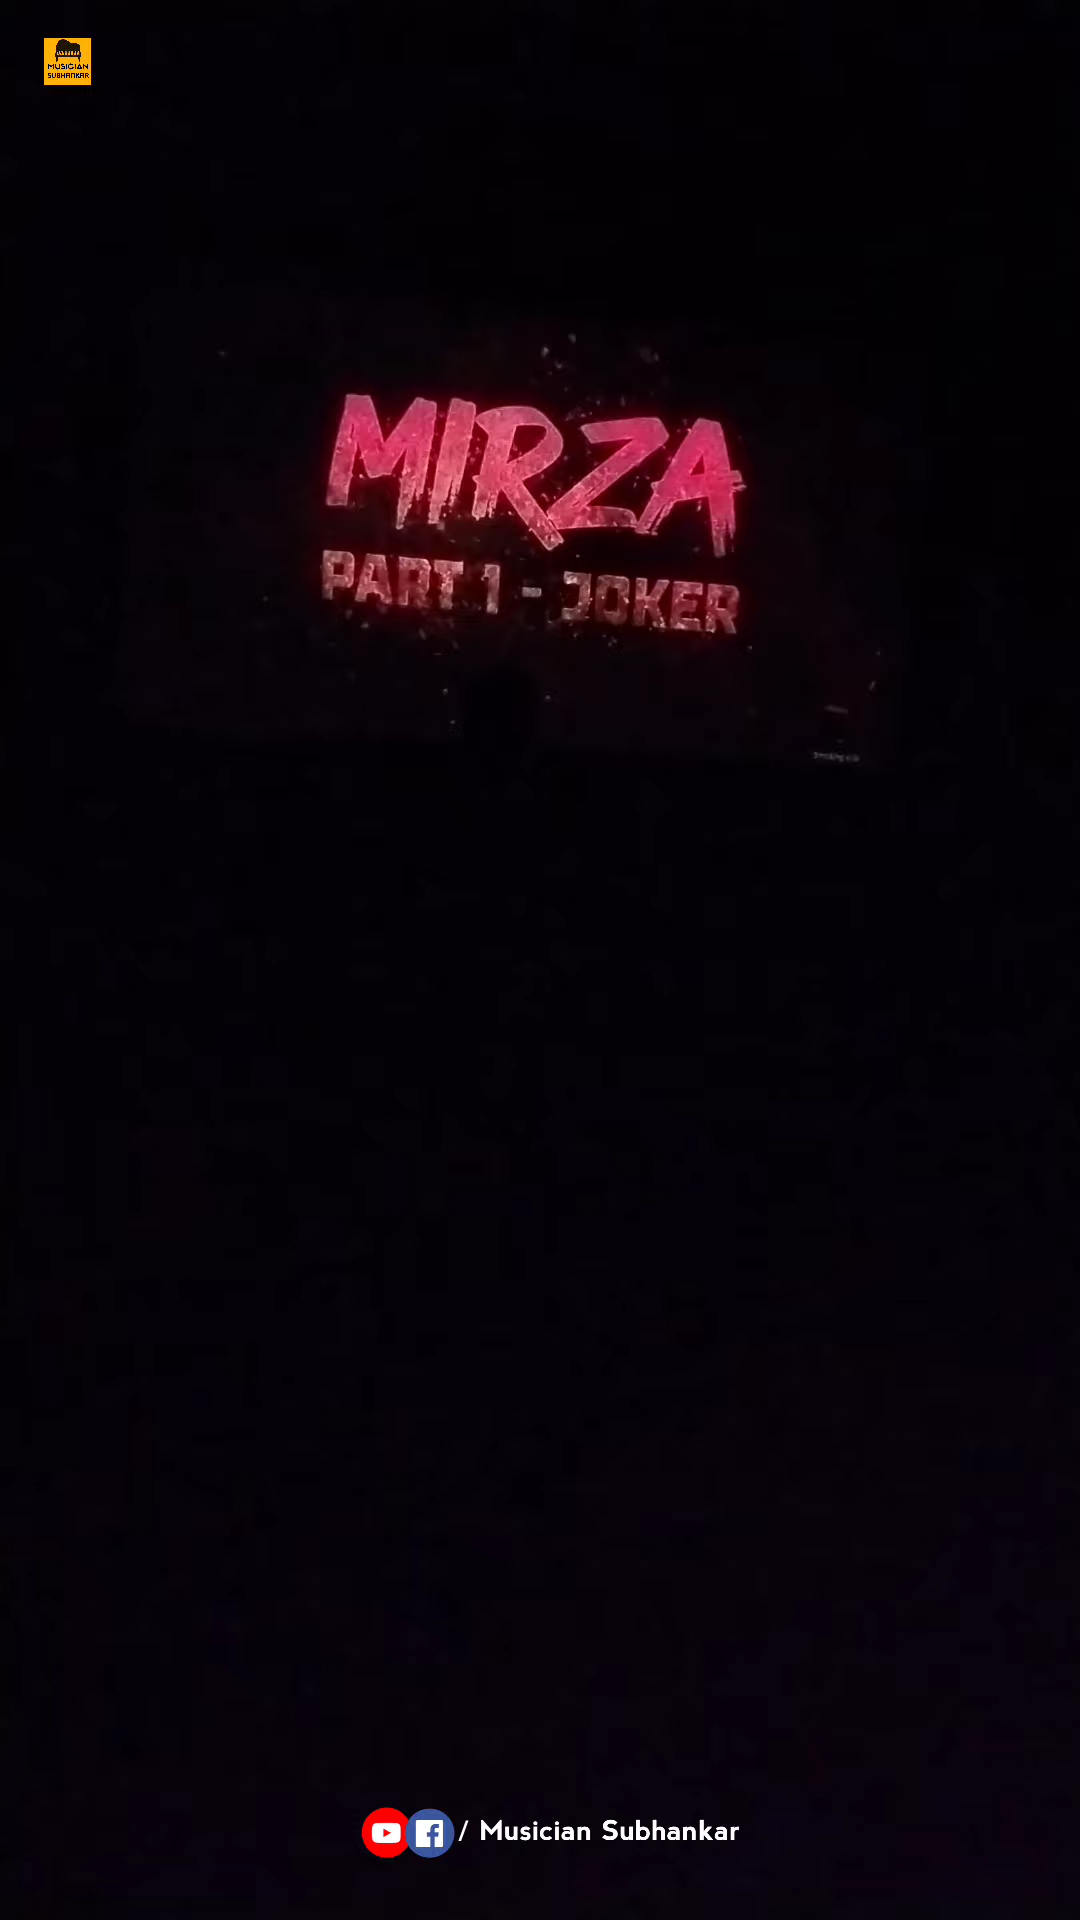 MUSICIAN
SUBHANKAR
MIRZA
PART 1 - JOKER
/ Musician Subhankar